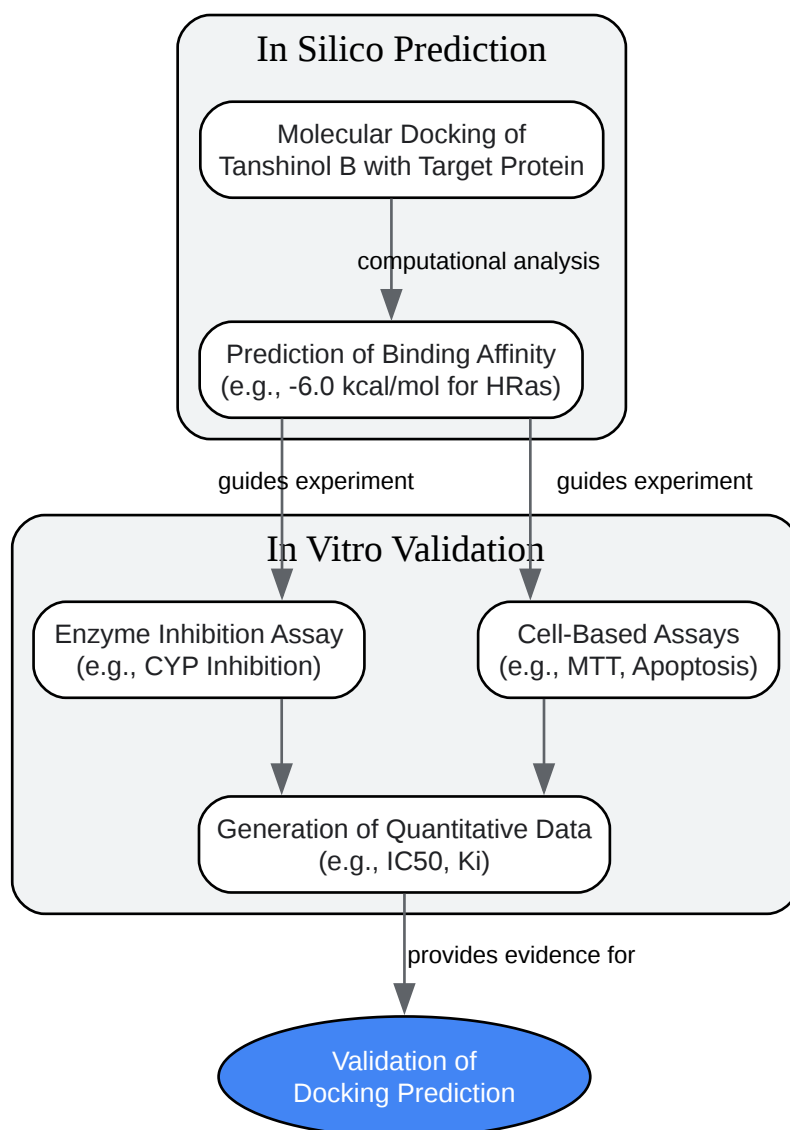 In Silico Prediction
Molecular Docking of
Tanshinol B with Target Protein
computational analysis
Prediction of Binding Affinity
(e.g., -6.0 kcal/mol for HRas)
guides experiment
guides experiment
In Vitro Validation
Enzyme Inhibition Assay
(e.g., CYP Inhibition)
Cell-Based Assays
(e.g., MTT, Apoptosis)
Generation of Quantitative Data
(e.g., IC50, Ki)
provides evidence for
Validation of
Docking Prediction